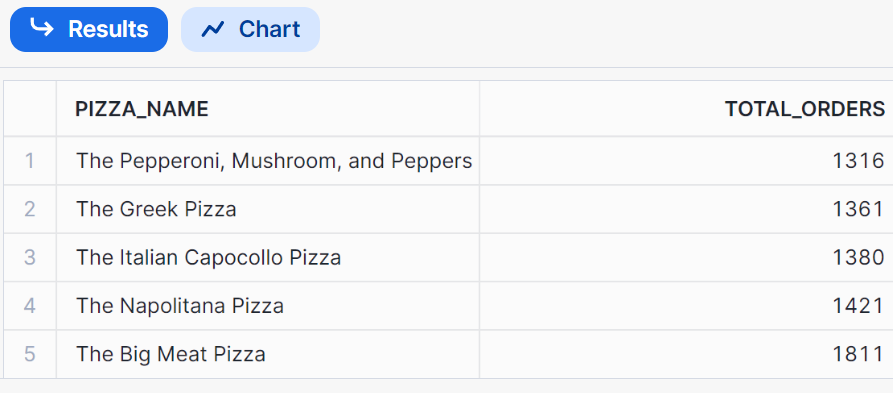 Results Chart
PIZZA_NAME TOTAL_ORDERS
1 The Pepperoni, Mushroom, and Peppers 1316
2 The Greek Pizza 1361
3 The Italian Capocollo Pizza 1380
4 The Napolitana Pizza 1421
5 The Big Meat Pizza 1811